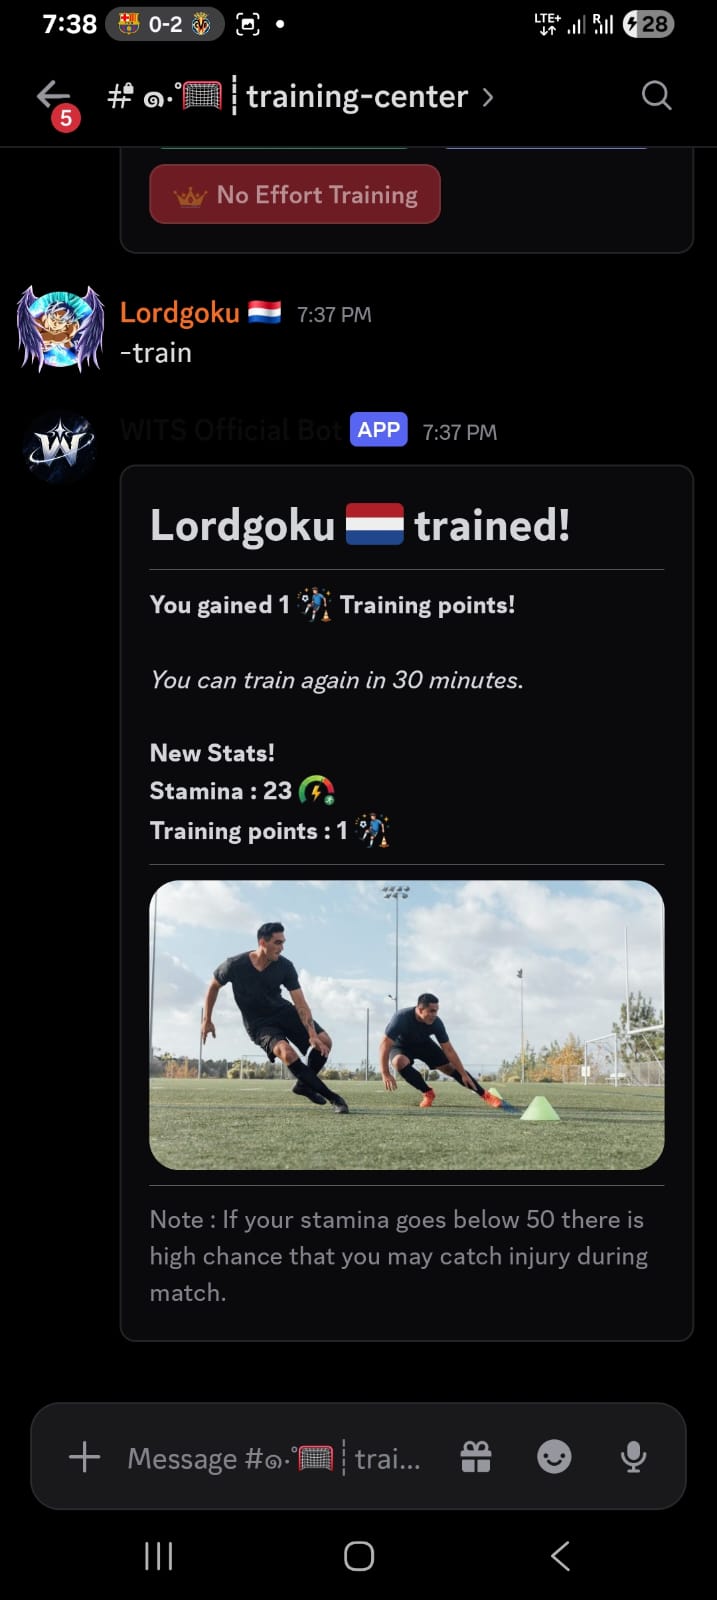 7:38 0-2 LTE+ R 28
5 # ๑·˚🥅┆training-center
No Effort Training
Lordgoku 🇳🇱 7:37 PM
-train
WITS Official Bot APP 7:37 PM
Lordgoku 🇳🇱 trained!
You gained 1 Training points!
You can train again in 30 minutes.
New Stats!
Stamina : 23
Training points : 1
Note : If your stamina goes below 50 there is
high chance that you may catch injury during
match.
Message #๑·˚🥅┆trai...